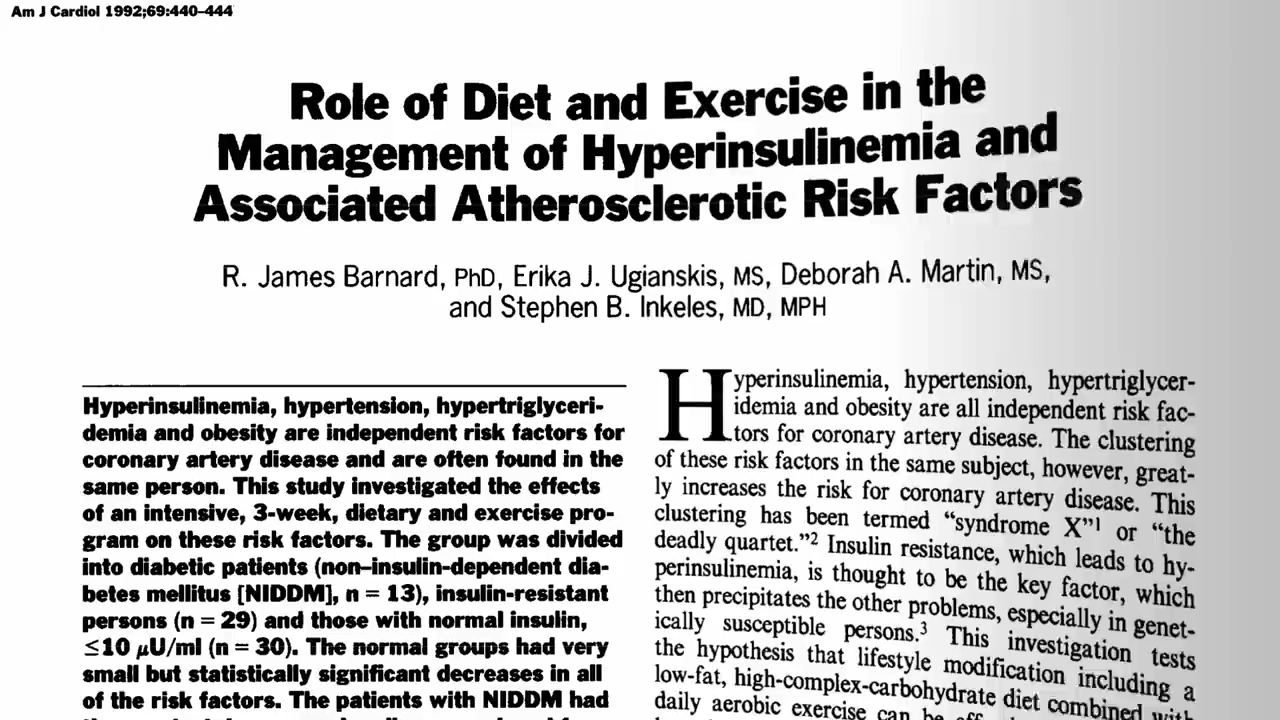 Am J Cardiol 1992;69:440–444
Role of Diet and Exercise in the
Management of Hyperinsulinemia and
Associated Atherosclerotic Risk Factors
R. James Barnard, PhD, Erika J. Ugianskis, MS, Deborah A. Martin, MS,
and Stephen B. Inkeles, MD, MPH
Hyperinsulinemia, hypertension, hypertriglyceri-
demia and obesity are independent risk factors for
coronary artery disease and are often found in the
same person. This study investigated the effects
of an intensive, 3-week, dietary and exercise pro-
gram on these risk factors. The group was divided
into diabetic patients (non–insulin-dependent dia-
betes mellitus [NIDDM], n = 13), insulin-resistant
persons (n = 29) and those with normal insulin,
≤10 μU/ml (n = 30). The normal groups had very
small but statistically significant decreases in all
of the risk factors. The patients with NIDDM had
Hyperinsulinemia, hypertension, hypertriglycer-
idemia and obesity are all independent risk fac-
tors for coronary artery disease. The clustering
of these risk factors in the same subject, however, great-
ly increases the risk for coronary artery disease. This
clustering has been termed “syndrome X”¹ or “the
deadly quartet.”² Insulin resistance, which leads to hy-
perinsulinemia, is thought to be the key factor, which
then precipitates the other problems, especially in genet-
ically susceptible persons.³ This investigation tests
the hypothesis that lifestyle modification including a
low-fat, high-complex-carbohydrate diet combined with
daily aerobic exercise can be